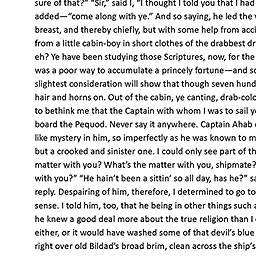 sure of that?” “Sir,” said I, “I thought I told you that I had
added—“come along with ye.” And so saying, he led the w
breast, and thereby chiefly, but with some help from acci
from a little cabin-boy in short clothes of the drabbest dr
eh? Ye have been studying those Scriptures, now, for the
was a poor way to accumulate a princely fortune—and so
slightest consideration will show that though seven hund
hair and horns on. Out of the cabin, ye canting, drab-colo
to bethink me that the Captain with whom I was to sail y
board the Pequod. Never say it anywhere. Captain Ahab d
like mystery in him, so imperfectly as he was known to m
but a crooked and sinister one. I could only see part of th
matter with you? What’s the matter with you, shipmate?
with you?” “He hain’t been a sittin’ so all day, has he?” sa
reply. Despairing of him, therefore, I determined to go to
sense. I told him, too, that he being in other things such a
he knew a good deal more about the true religion than I d
either, or it would have washed some of that devil’s blue
right over old Bildad’s broad brim, clean across the ship’s